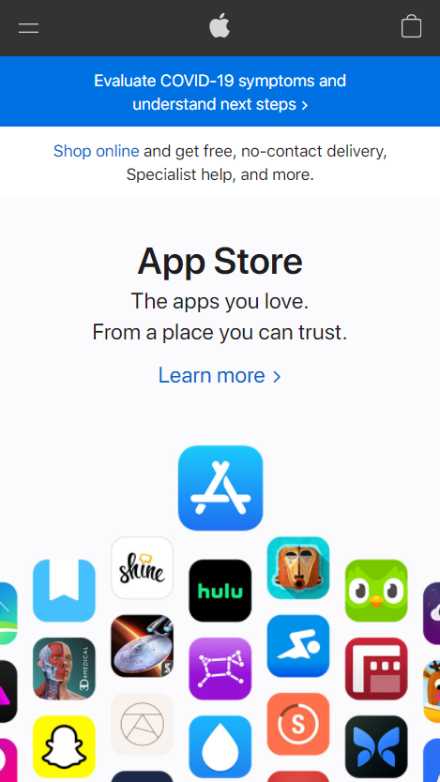 Evaluate COVID-19 symptoms and
understand next steps >
Shop online and get free, no-contact delivery,
Specialist help, and more.
App Store
The apps you love.
From a place you can trust.
Learn more >
shine
hulu
3D4MEDICAL
S